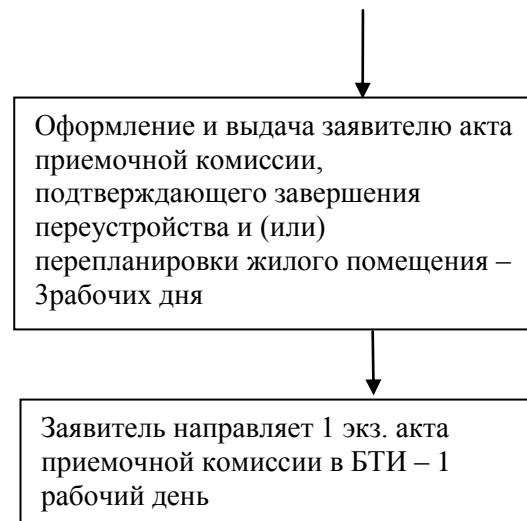 Оформление и выдача заявителю акта
приемочной комиссии,
подтверждающего завершения
переустройства и (или)
перепланировки жилого помещения –
3рабочих дня
Заявитель направляет 1 экз. акта
приемочной комиссии в БТИ – 1
рабочий день